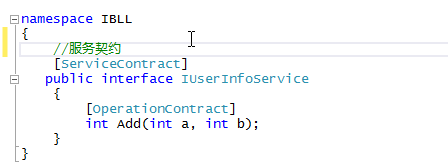 namespace IBLL
{
//服务契约
[ServiceContract]
public interface IUserInfoService
{
[OperationContract]
int Add(int a, int b);
}
}